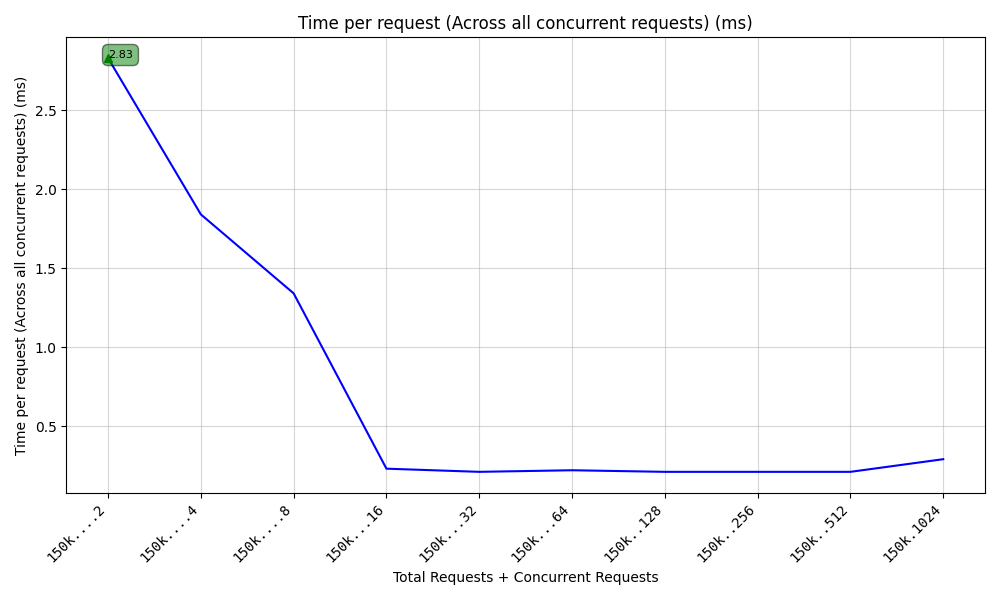 Time per request (Across all concurrent requests) (ms)
2.83
Time per request (Across all concurrent requests) (ms)
2.5
2.0
1.5
1.0
0.5
150k....2
150k....4
150k....8
150k...16
150k...32
150k...64
150k..128
150k..256
150k..512
150k.1024
Total Requests + Concurrent Requests